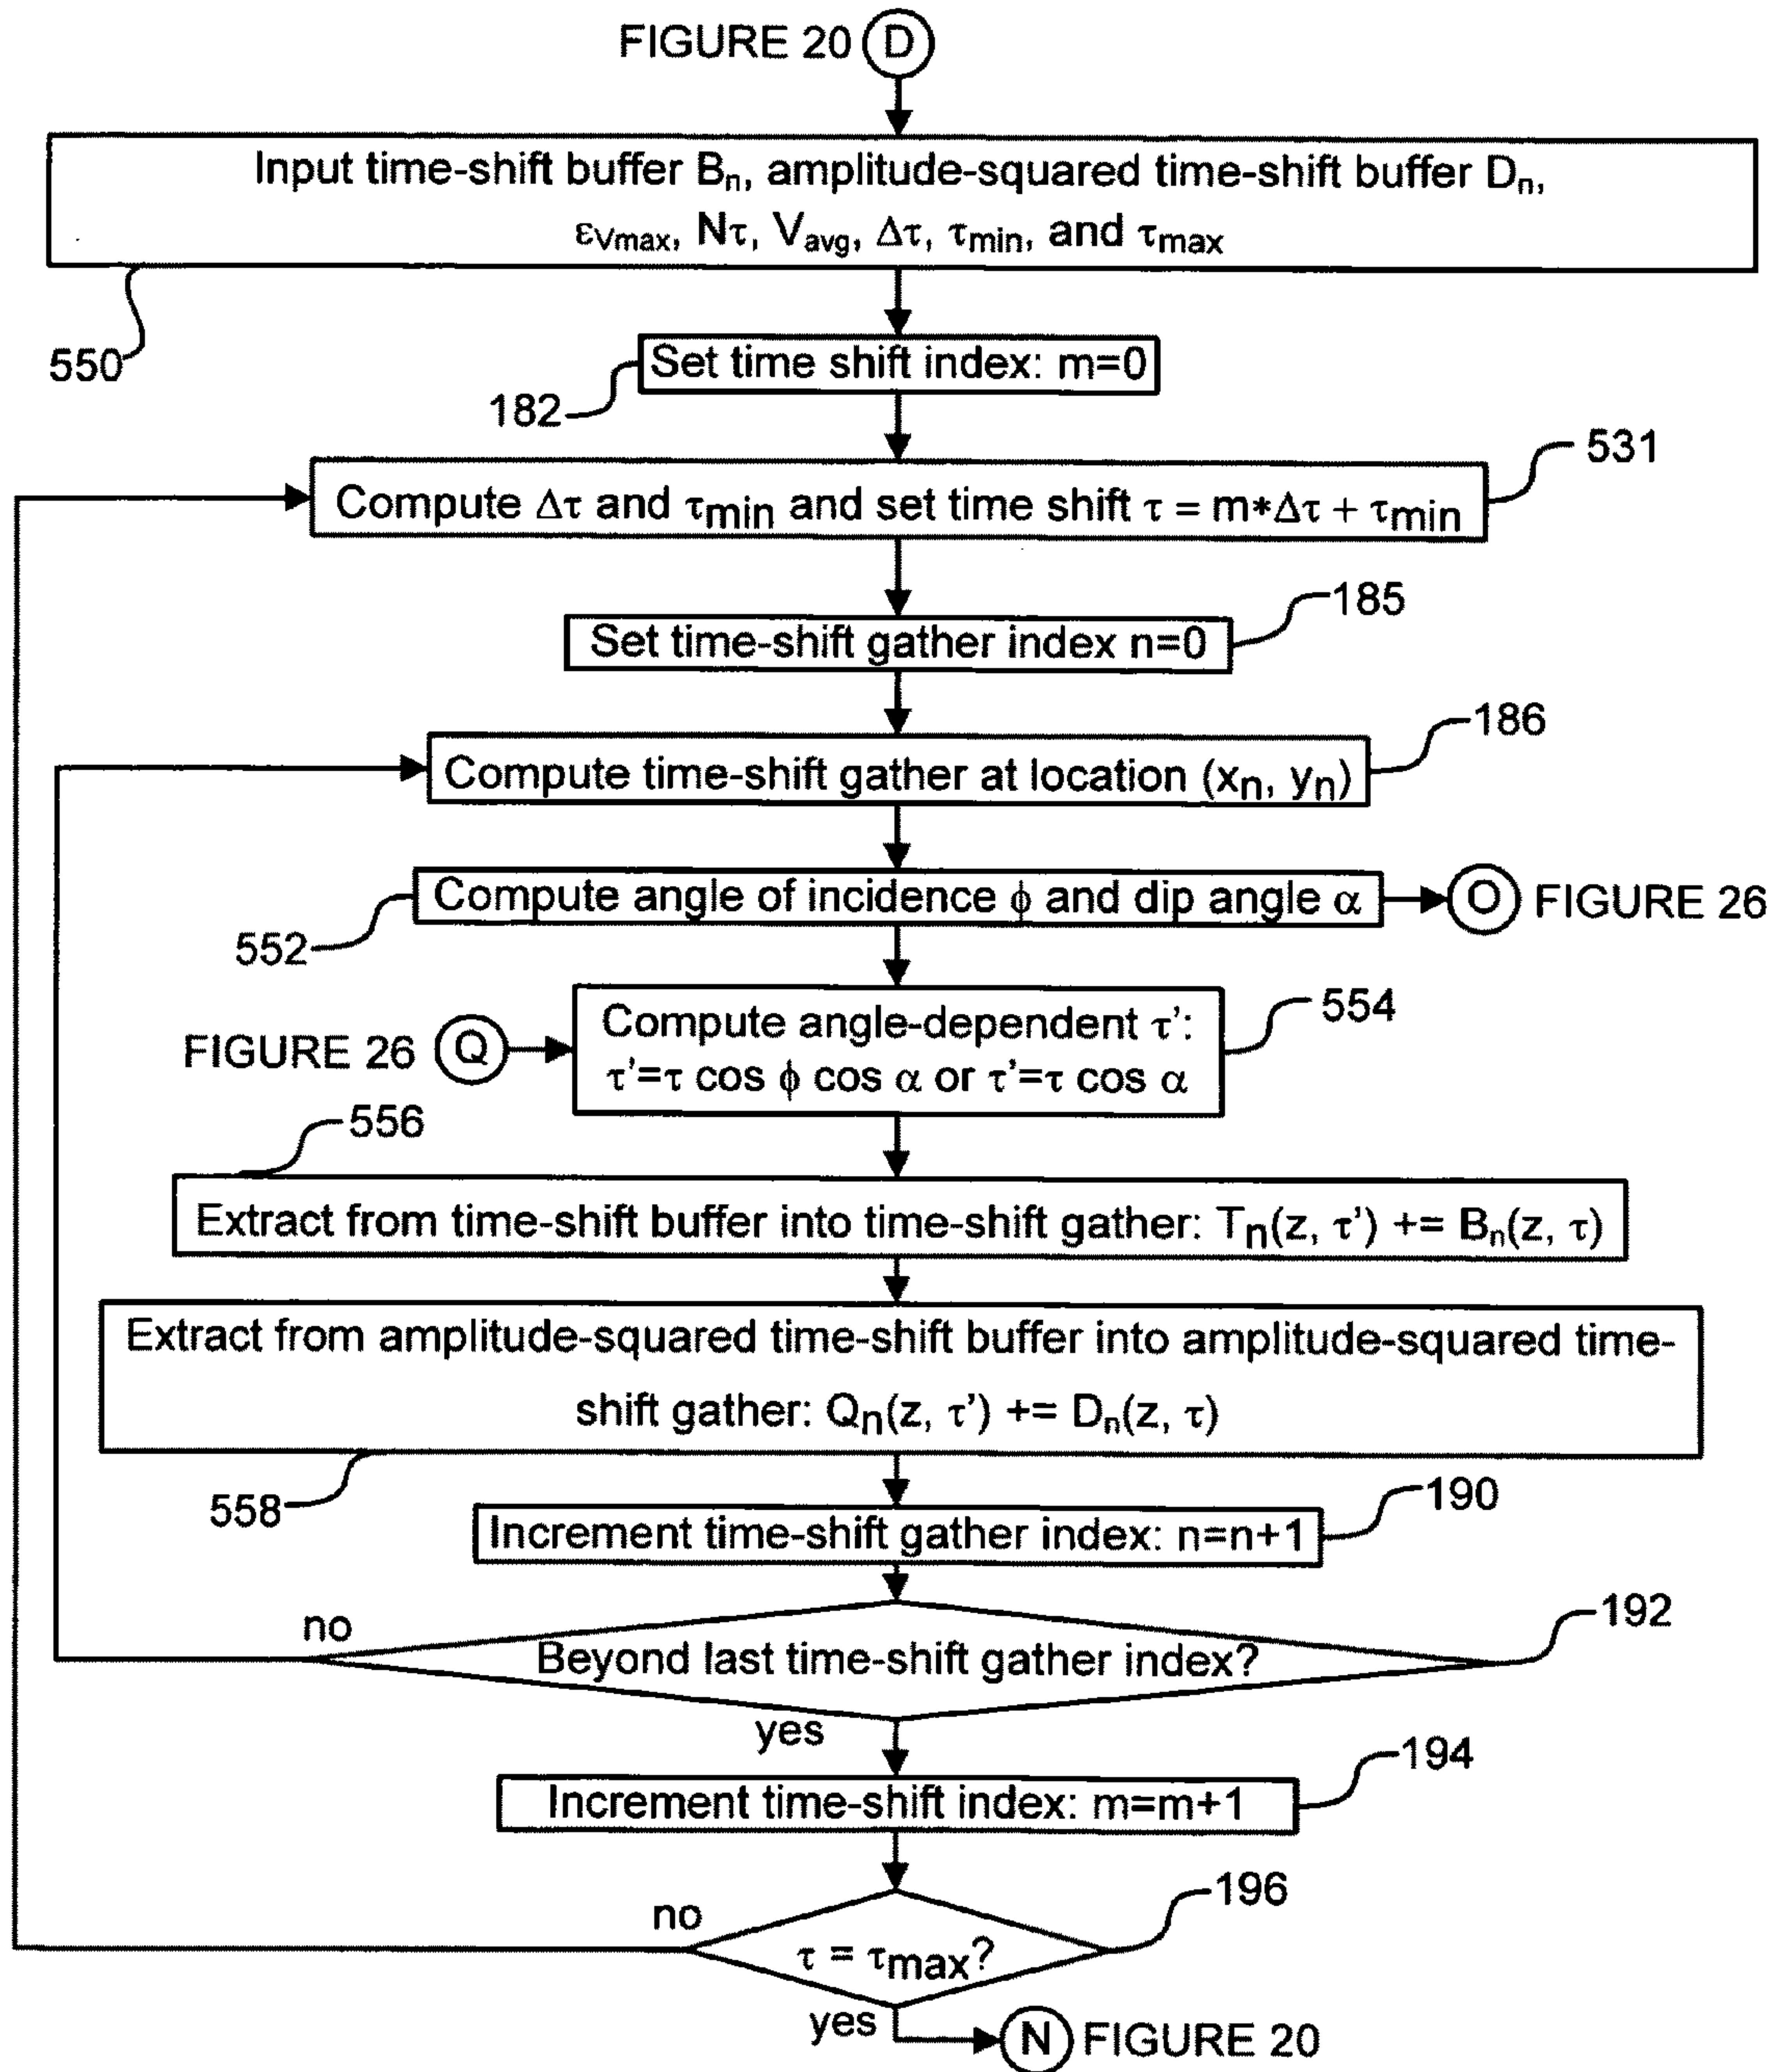 FIGURE 20 D
Input time-shift buffer Bn, amplitude-squared time-shift buffer Dn,
εVmax, Nτ, Vavg, Δτ, τmin, and τmax
550
Set time shift index: m=0
182
531
Compute Δτ and τmin and set time shift τ = m*Δτ + τmin
185
Set time-shift gather index n=0
186
Compute time-shift gather at location (xn, yn)
Compute angle of incidence ϕ and dip angle α
O FIGURE 26
552
554
Compute angle-dependent τ':
τ'=τ cos ϕ cos α or τ'=τ cos α
FIGURE 26 Q
556
Extract from time-shift buffer into time-shift gather: Tn(z, τ') += Bn(z, τ)
Extract from amplitude-squared time-shift buffer into amplitude-squared time-
shift gather: Qn(z, τ') += Dn(z, τ)
558
190
Increment time-shift gather index: n=n+1
192
no
Beyond last time-shift gather index?
yes
194
Increment time-shift index: m=m+1
196
no
τ = τmax?
yes
N FIGURE 20